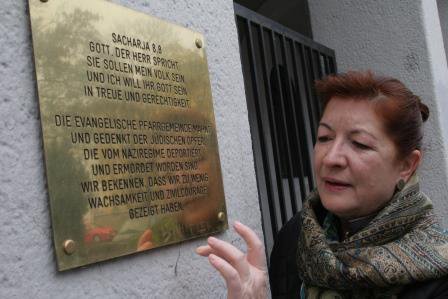 SACHARJA 8.8
GOTT, DER HERR SPRICHT:
SIE SOLLEN MEIN VOLK SEIN,
UND ICH WILL IHR GOTT SEIN
IN TREUE UND GERECHTIGKEIT.
DIE EVANGELISCHE PFARRGEMEINDE MAHNT
UND GEDENKT DER JÜDISCHEN OPFER,
DIE VOM NAZIREGIME DEPORTIERT
UND ERMORDET WORDEN SIND.
WIR BEKENNEN, DASS WIR ZU WENIG
WACHSAMKEIT UND ZIVILCOURAGE
GEZEIGT HABEN.